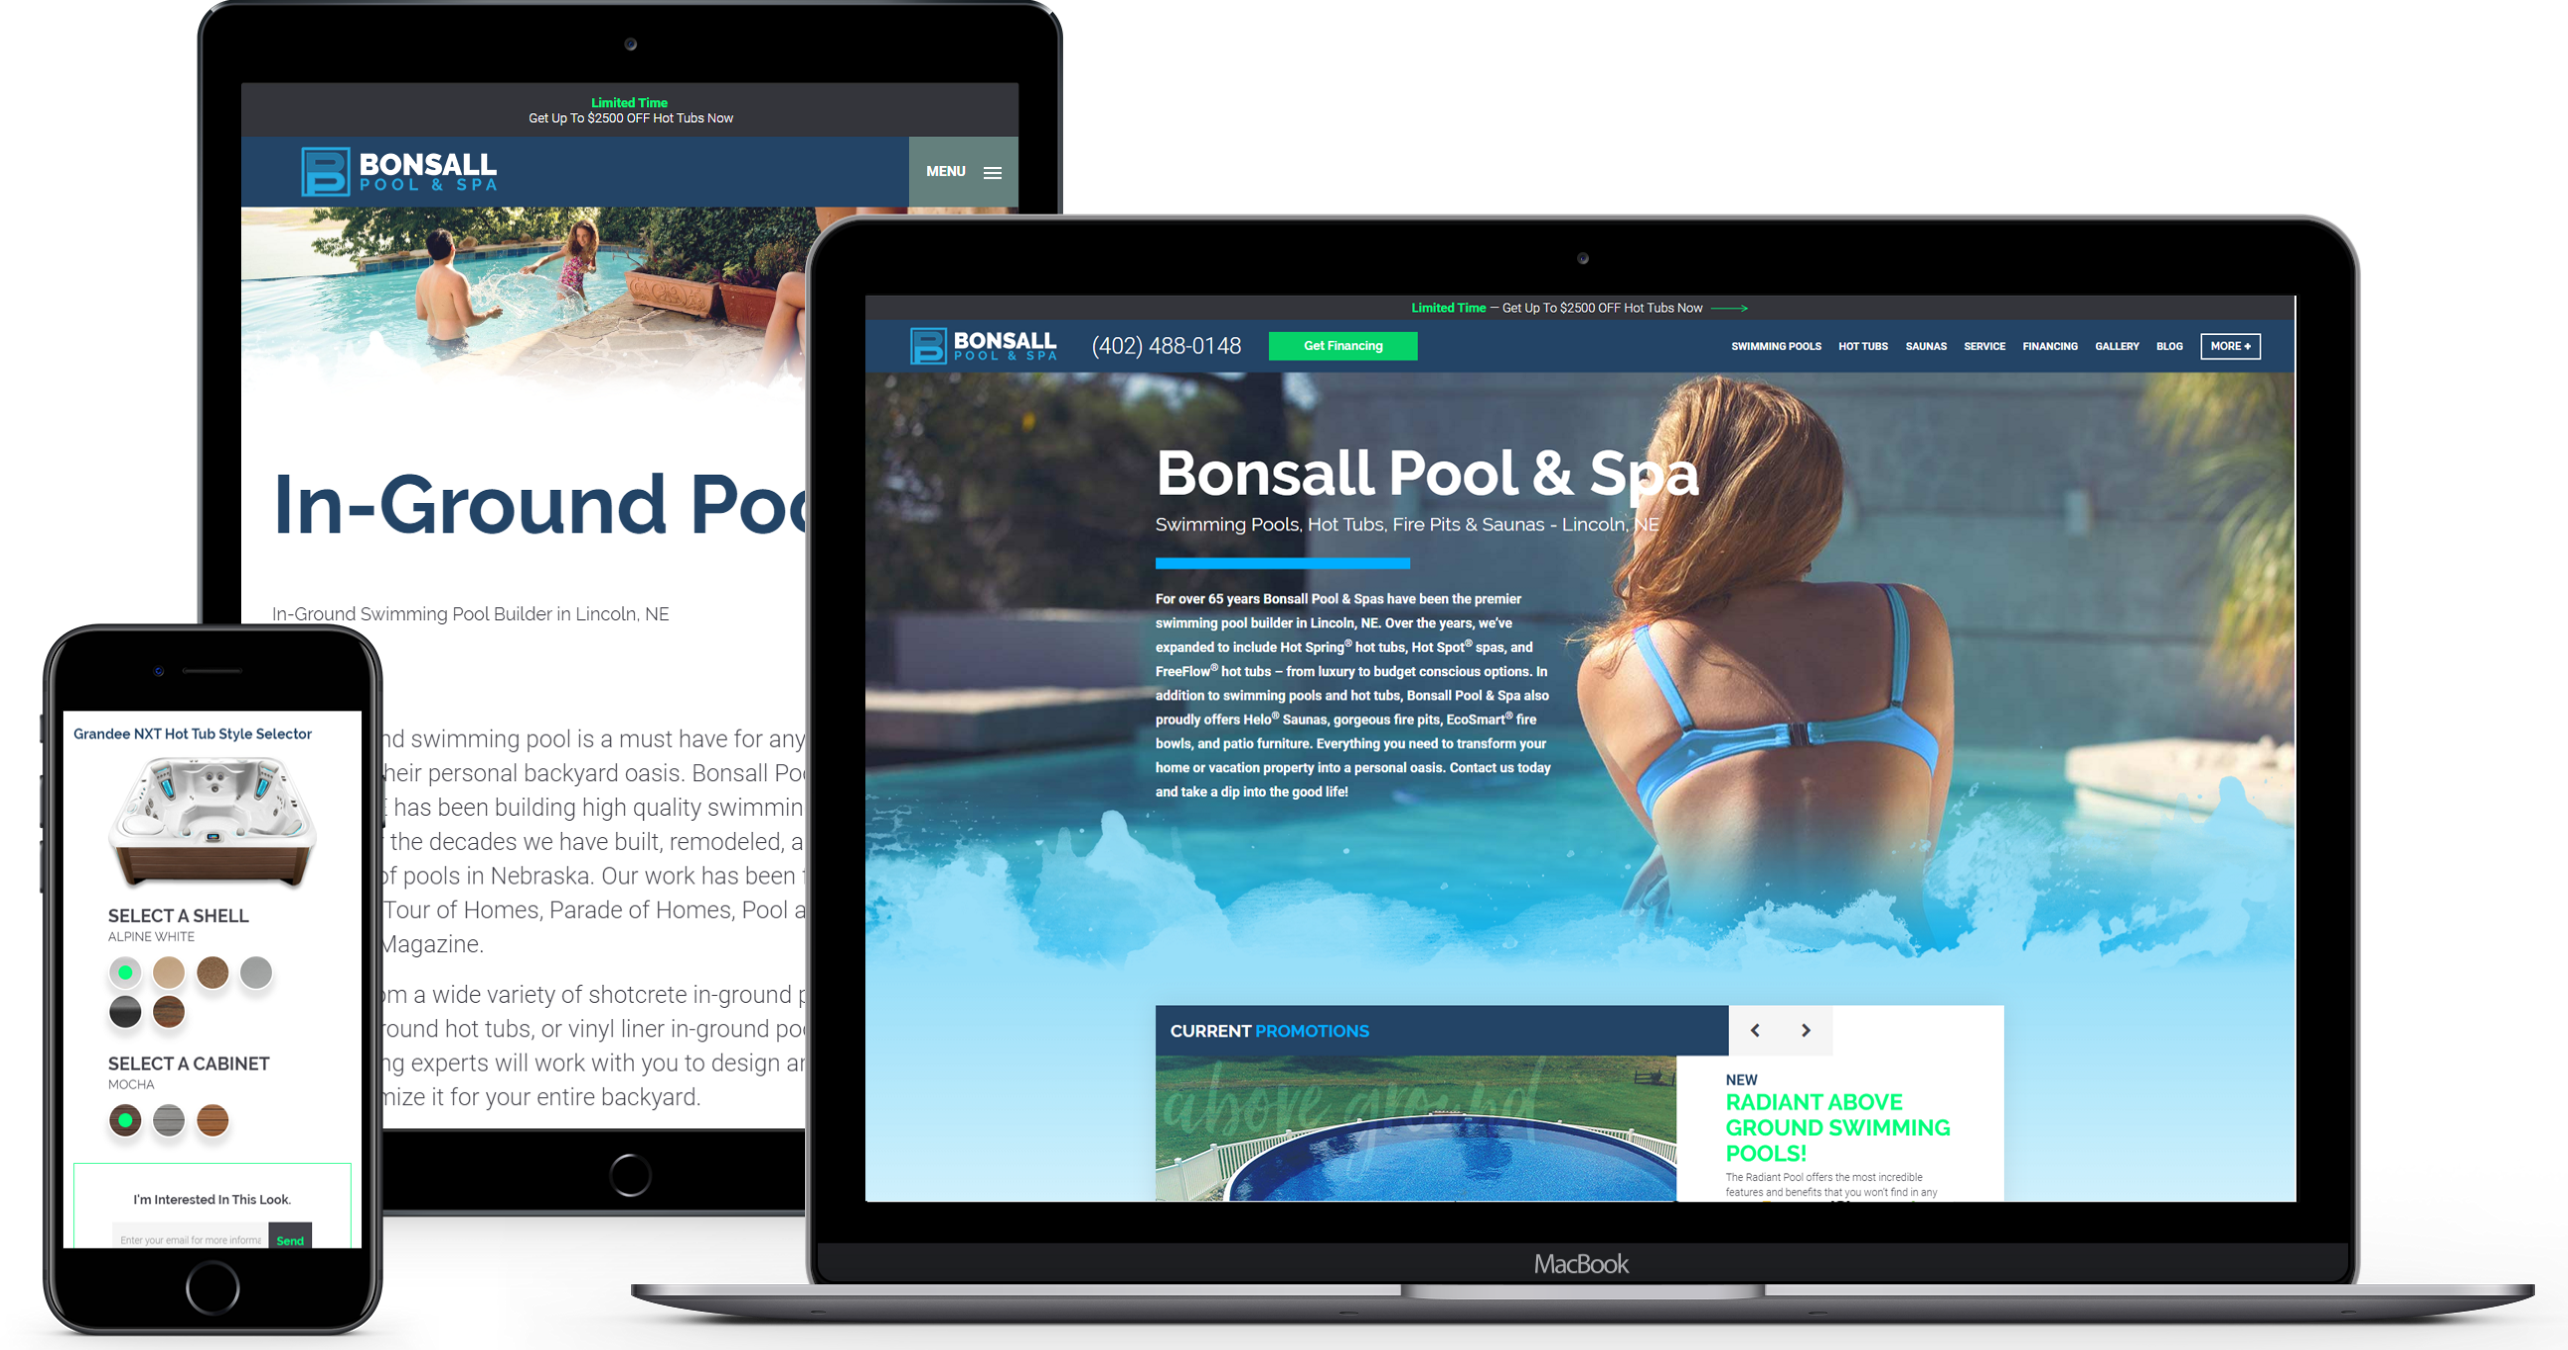 Limited Time
Get Up To $2500 OFF Hot Tubs Now
BONSALL
POOL & SPA
MENU
In-Ground
In-Ground Swimming Pool Builder in Lincoln, NE
swimming pool is a must have for any
their personal backyard oasis. Bonsall
has been building high quality
the decades we have built, remodeled,
of pools in Nebraska. Our work has been
Tour of Homes, Parade of Homes, Pool
Magazine.
a wide variety of shotcrete in-ground
hot tubs, or vinyl liner in-ground
experts will work with you to design
it for your entire backyard.
Grandee NXT Hot Tub Style Selector
SELECT A SHELL
ALPINE WHITE
SELECT A CABINET
MOCHA
I'm Interested In This Look.
Enter your email for more
Send
Limited Time — Get Up To $2500 OFF Hot Tubs Now
BONSALL
POOL & SPA
(402) 488-0148
Get Financing
SWIMMING POOLS HOT TUBS SAUNAS SERVICE FINANCING GALLERY BLOG MORE +
Bonsall Pool & Spa
Swimming Pools, Hot Tubs, Fire Pits & Saunas - Lincoln, NE
For over 65 years Bonsall Pool & Spas have been the premier
swimming pool builder in Lincoln, NE. Over the years, we've
expanded to include Hot Spring® hot tubs, Hot Spot® spas, and
FreeFlow® hot tubs – from luxury to budget conscious options. In
addition to swimming pools and hot tubs, Bonsall Pool & Spa also
proudly offers Helo® Saunas, gorgeous fire pits, EcoSmart® fire
bowls, and patio furniture. Everything you need to transform your
home or vacation property into a personal oasis. Contact us today
and take a dip into the good life!
CURRENT PROMOTIONS
above ground
NEW
RADIANT ABOVE
GROUND SWIMMING
POOLS!
The Radiant Pool offers the most incredible
features and benefits that you won't find in any
MacBook